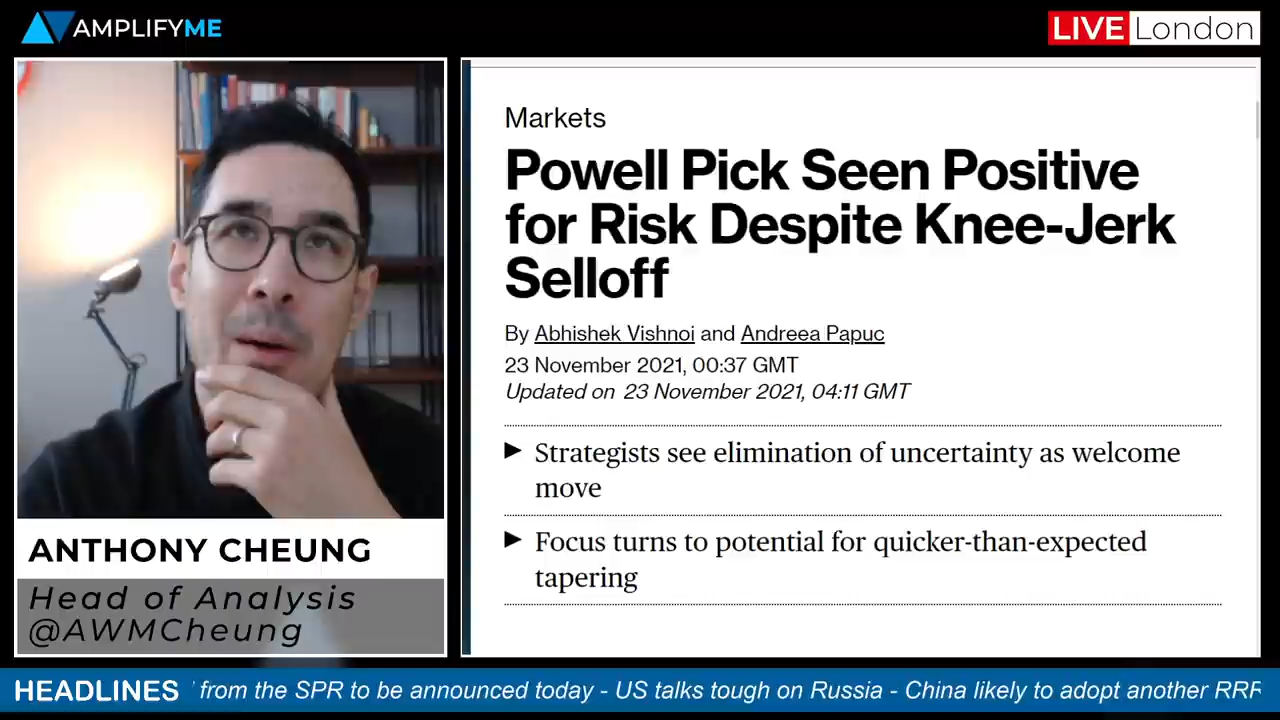 AMPLIFYME
LIVE London
Markets
Powell Pick Seen Positive
for Risk Despite Knee-Jerk
Selloff
By Abhishek Vishnoi and Andreea Papuc
23 November 2021, 00:37 GMT
Updated on 23 November 2021, 04:11 GMT
▶ Strategists see elimination of uncertainty as welcome
move
▶ Focus turns to potential for quicker-than-expected
tapering
ANTHONY CHEUNG
Head of Analysis
@AWMCheung
HEADLINES ' from the SPR to be announced today - US talks tough on Russia - China likely to adopt another RRR